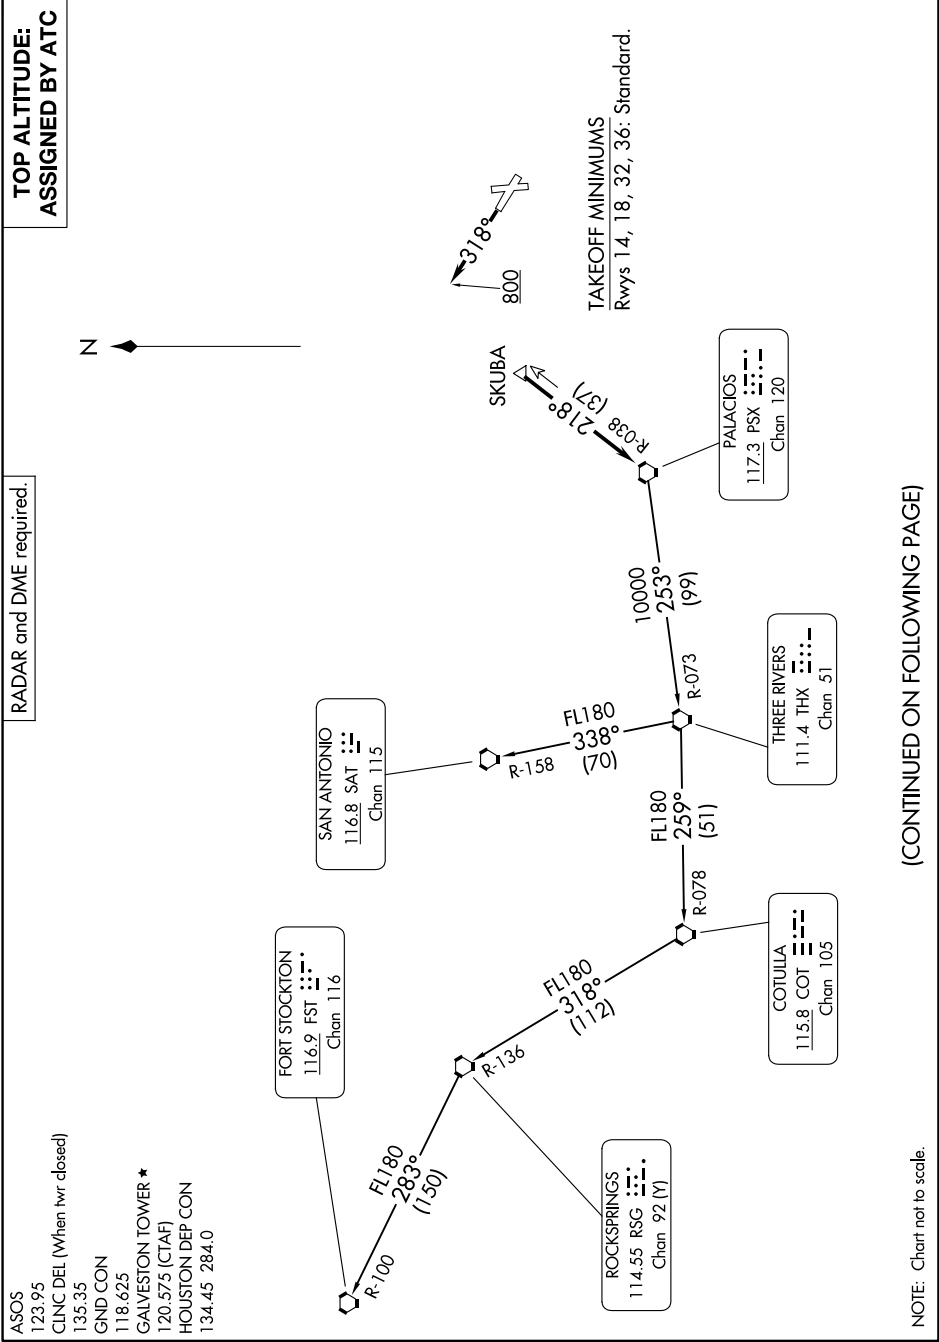 TOP ALTITUDE:
ASSIGNED BY ATC
RADAR and DME required.
ASOS
123.95
CLNC DEL (When twr closed)
135.35
GND CON
118.625
GALVESTON TOWER ★
120.575 (CTAF)
HOUSTON DEP CON
134.45 284.0
N
318°
800
TAKEOFF MINIMUMS
Rwys 14, 18, 32, 36: Standard.
SKUBA
218°
(37)
R-038
PALACIOS
117.3 PSX
Chan 120
10000
253°
(99)
R-073
THREE RIVERS
111.4 THX
Chan 51
FL180
338°
(70)
R-158
SAN ANTONIO
116.8 SAT
Chan 115
FL180
259°
(51)
R-078
COTULLA
115.8 COT
Chan 105
FL180
318°
(112)
R-136
ROCKSPRINGS
114.55 RSG
Chan 92 (Y)
FL180
283°
(150)
R-100
FORT STOCKTON
116.9 FST
Chan 116
(CONTINUED ON FOLLOWING PAGE)
NOTE: Chart not to scale.